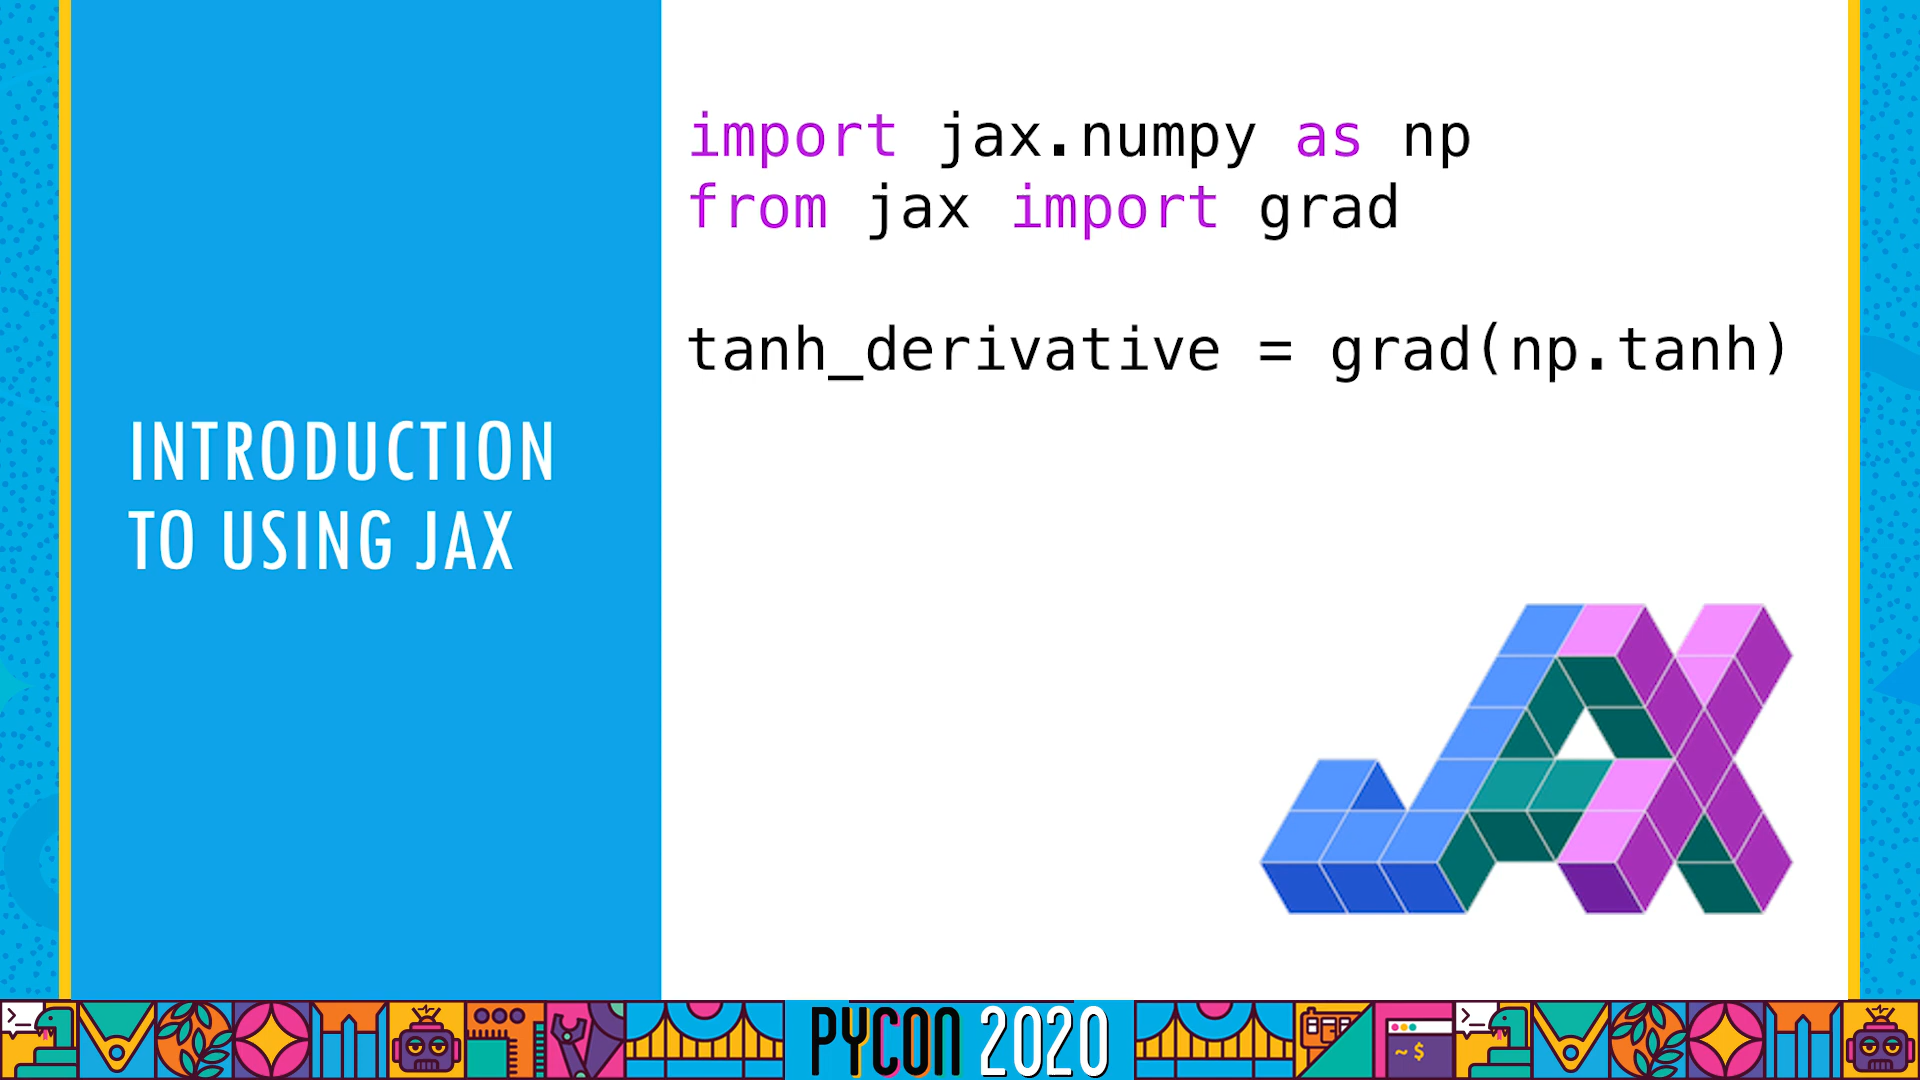 INTRODUCTION
TO USING JAX
import jax.numpy as np
from jax import grad
tanh_derivative = grad(np.tanh)
JAX
PYCON 2020
~ $